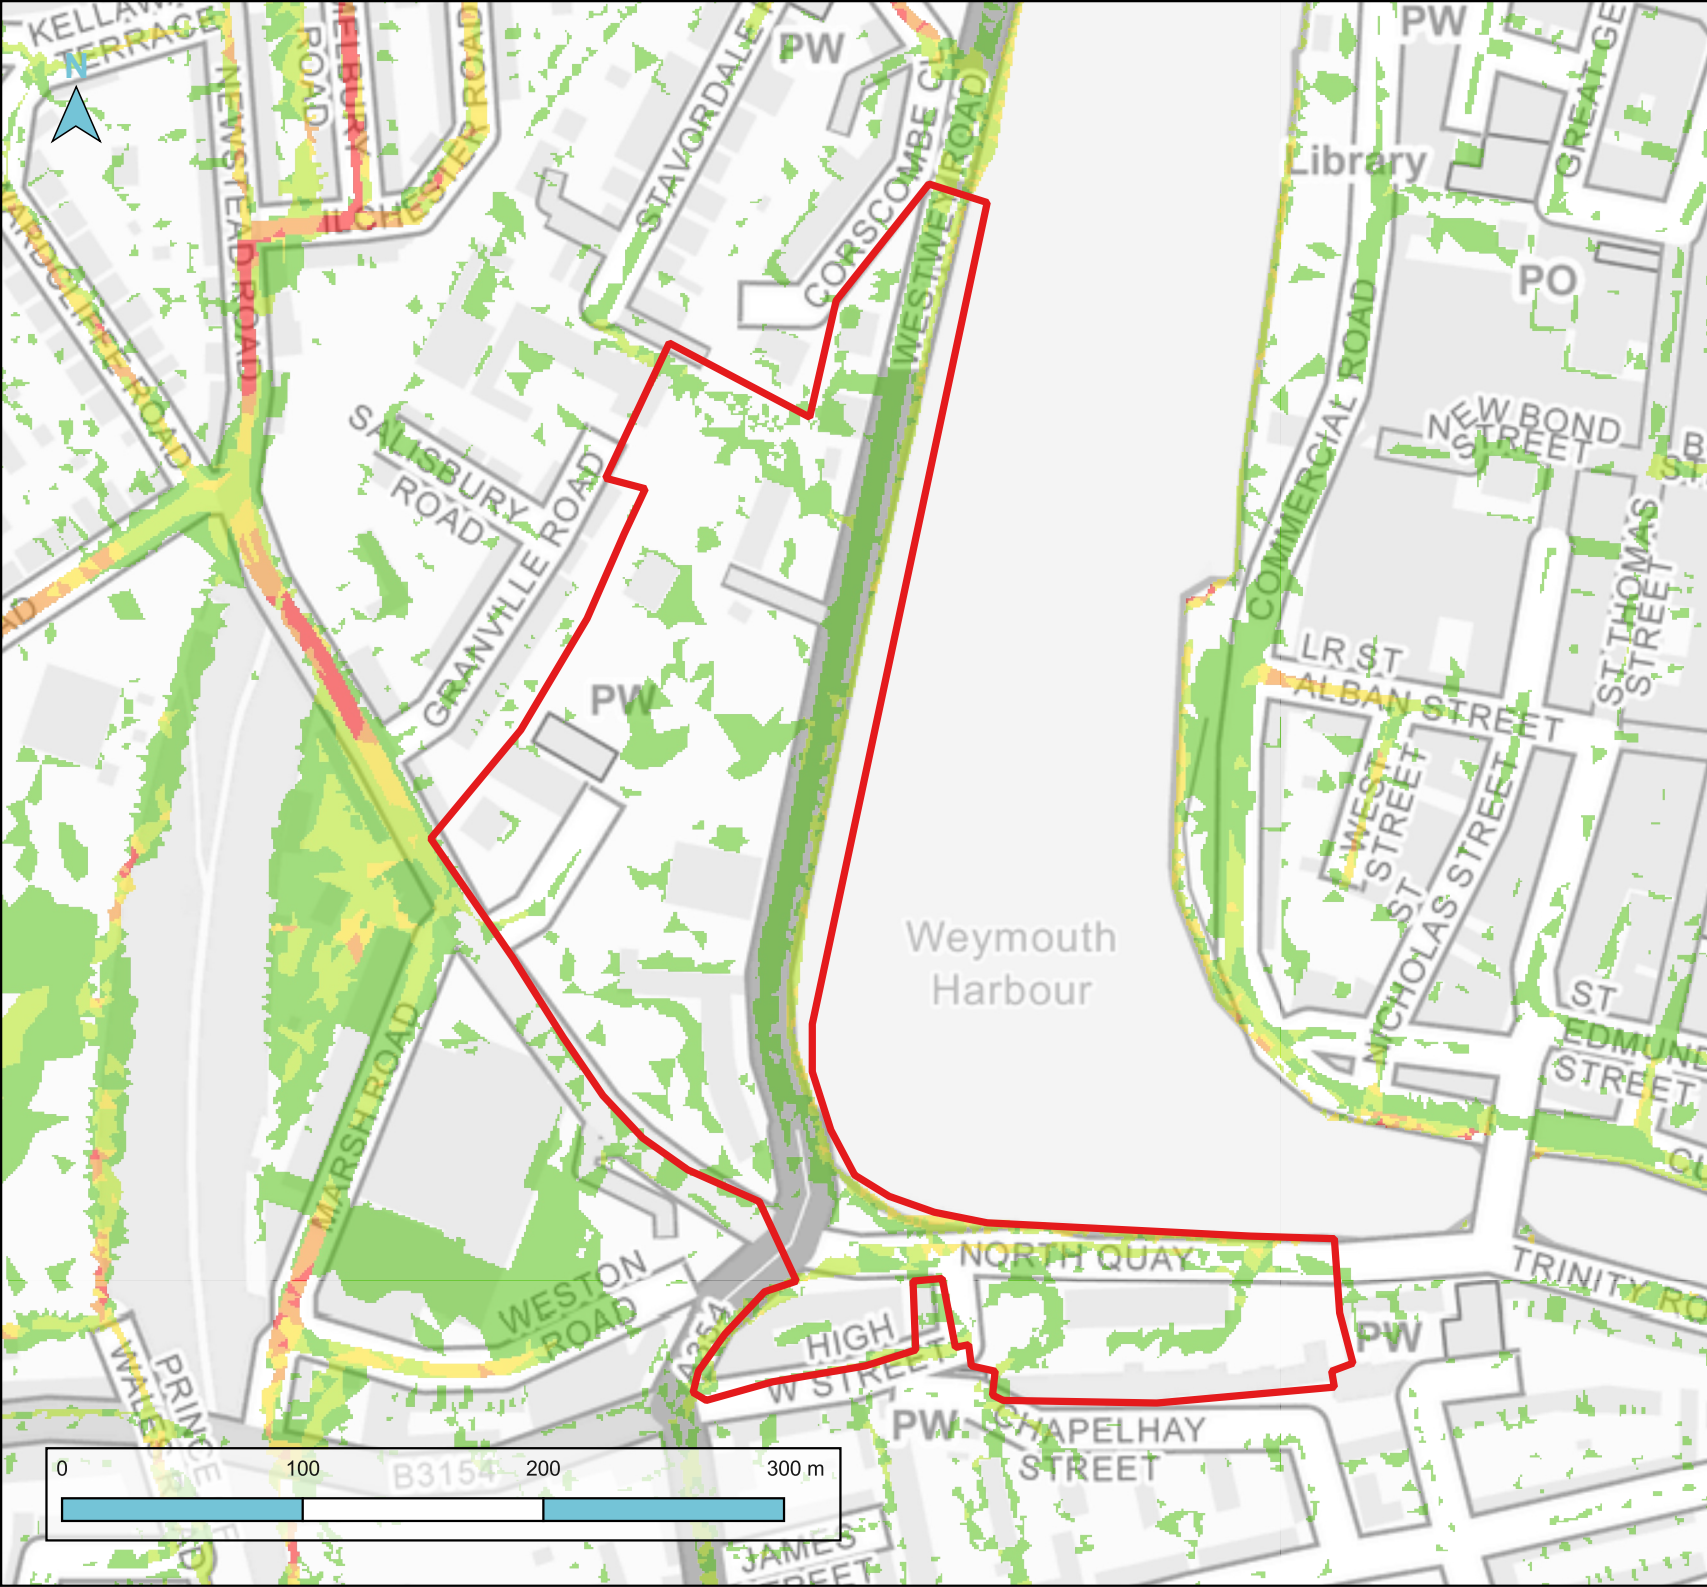 TERRACE
N
NEWSTEAD ROAD
ROAD
ROAD
ILCHESTER
STAVORDALE
PW
CORSCOMBE CL
WESTWEY ROAD
PW
GREAT GE
Library
PO
COMMERCIAL ROAD
NEW BOND
STREET
ROAD
SALISBURY
ROAD
GRANVILLE ROAD
PW
ST THOMAS
STREET
LR ST
ALBAN STREET
WEST
STREET
ST
NICHOLAS STREET
Weymouth
Harbour
ST
EDMUND
STREET
MARSH ROAD
WESTON
ROAD
NORTH QUAY
TRINITY RO
A354
HIGH
W STREET
PW
PW
CHAPELHAY
STREET
PRINCE
WALES
B3154
0 100 200 300 m
JAMES